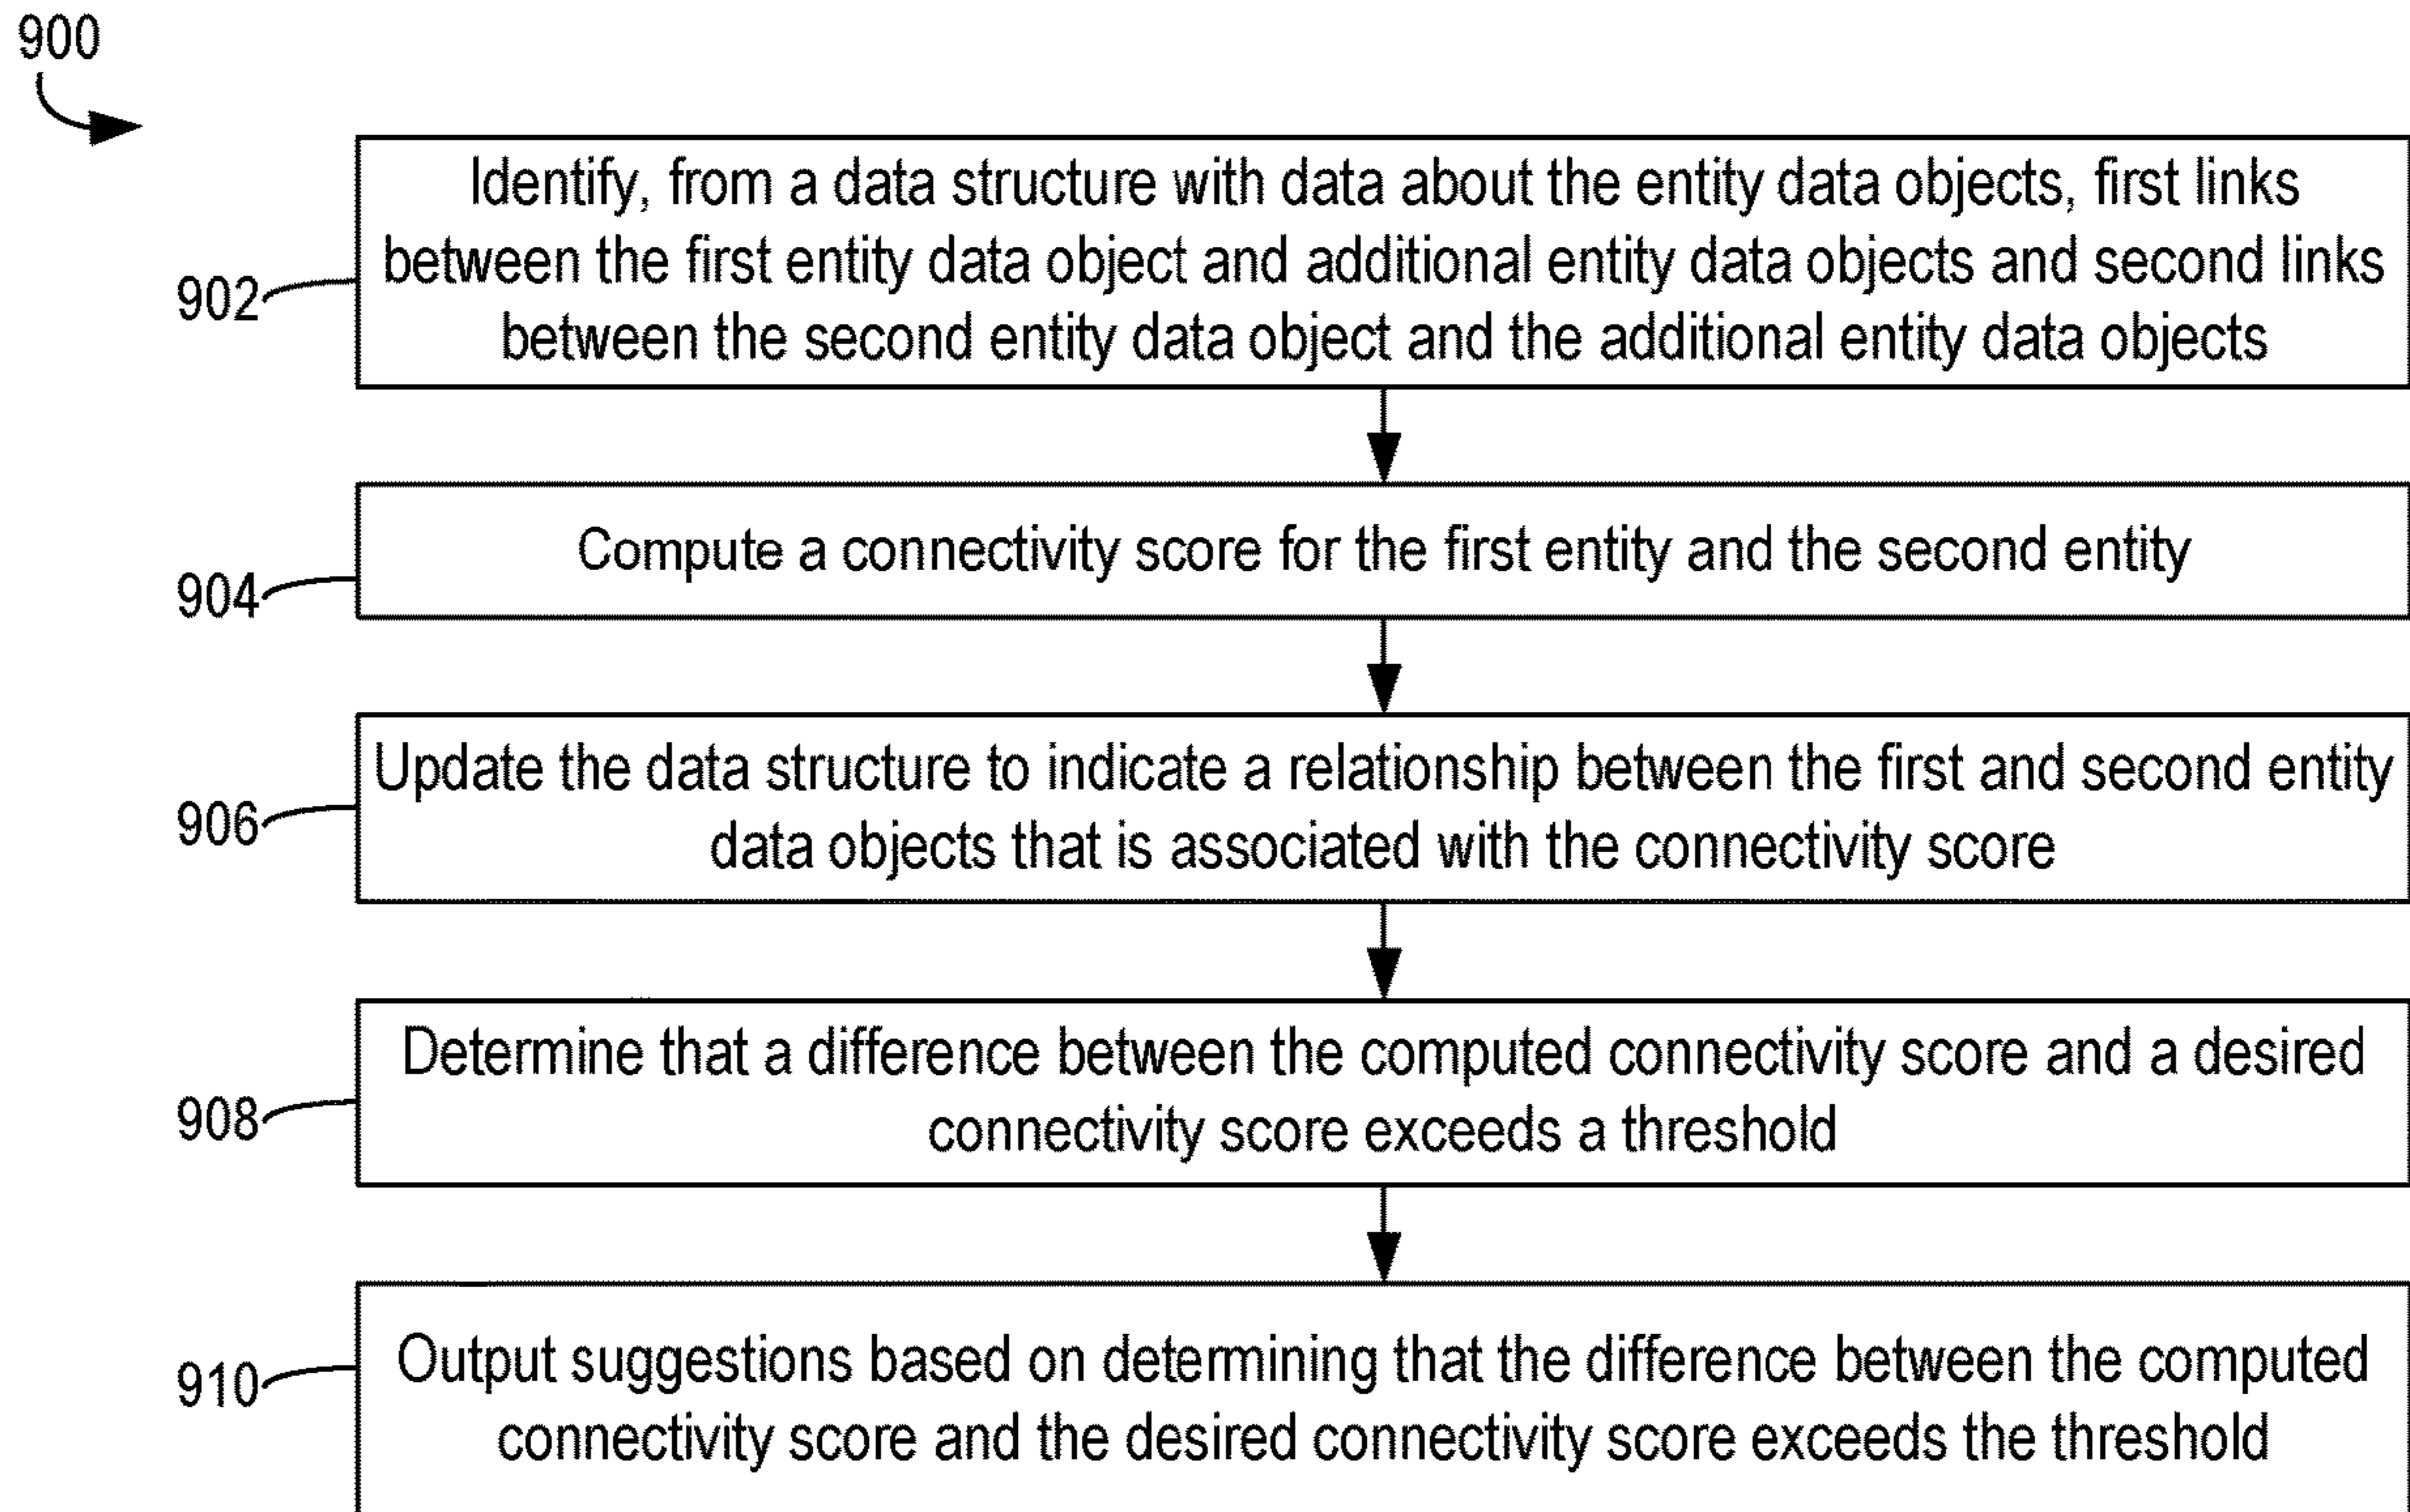 900
Identify, from a data structure with data about the entity data objects, first links
between the first entity data object and additional entity data objects and second links
between the second entity data object and the additional entity data objects
902
Compute a connectivity score for the first entity and the second entity
904
Update the data structure to indicate a relationship between the first and second entity
data objects that is associated with the connectivity score
906
Determine that a difference between the computed connectivity score and a desired
connectivity score exceeds a threshold
908
Output suggestions based on determining that the difference between the computed
connectivity score and the desired connectivity score exceeds the threshold
910